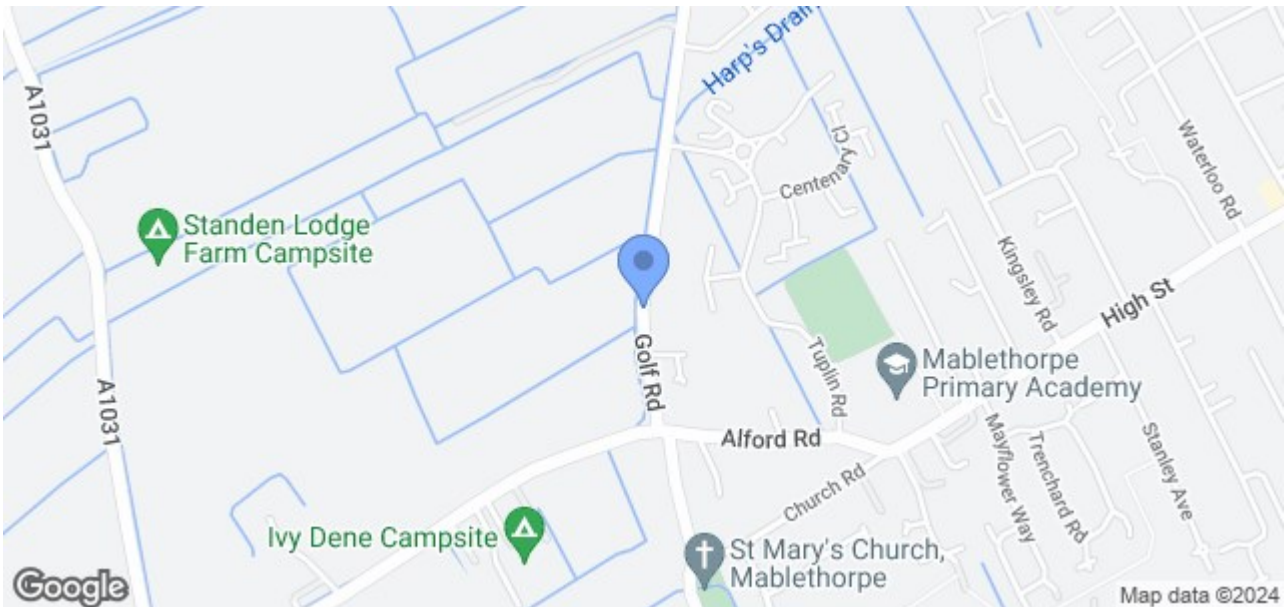 A1031
Harp's Drain
Centenary Cl
Waterloo Rd
Standen Lodge
Farm Campsite
Kingsley Rd
High St
Golf Rd
Tuplin Rd
Mablethorpe
Primary Academy
A1031
Alford Rd
Mayflower Way
Trenchard Rd
Stanley Ave
Church Rd
Ivy Dene Campsite
St Mary's Church,
Mablethorpe
Google
Map data ©2024